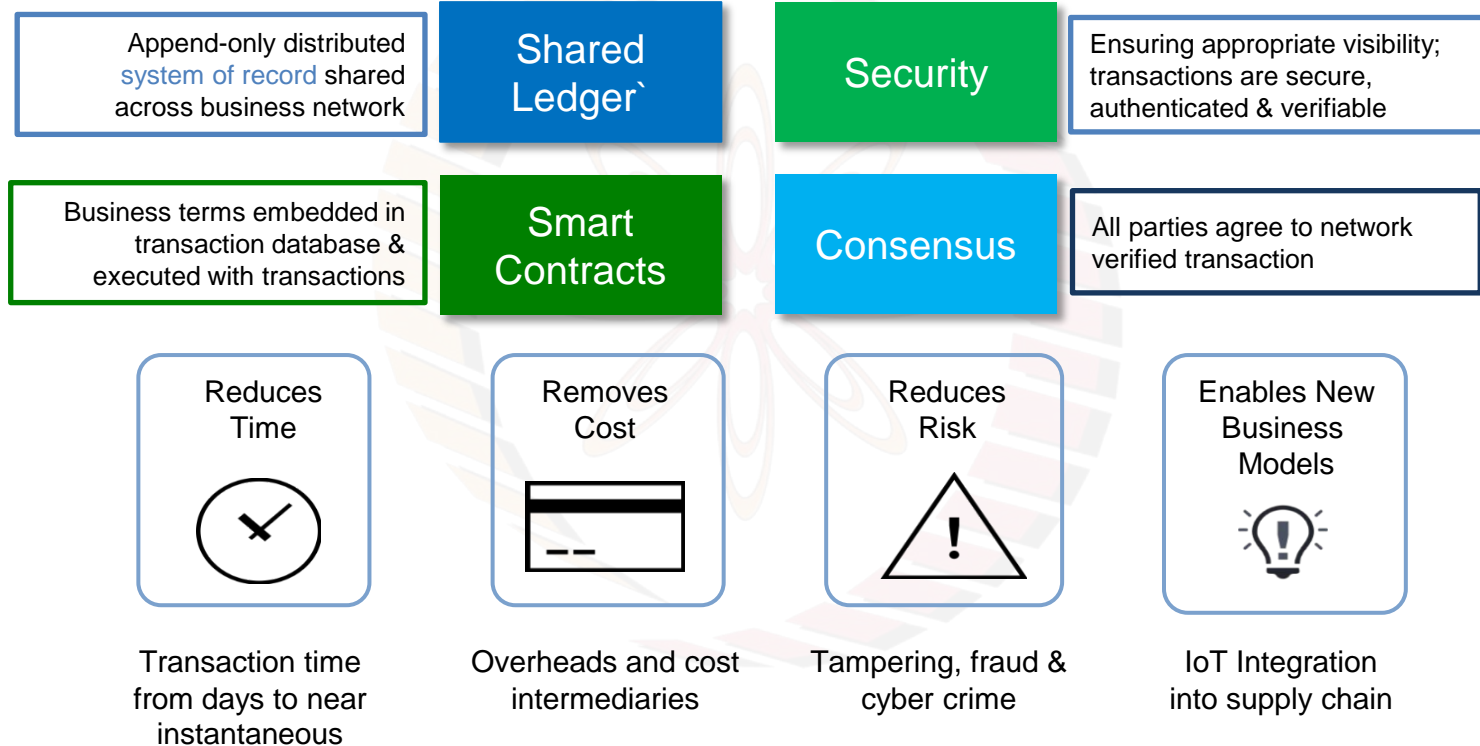 Append-only distributed
system of record shared
across business network
Shared
Ledger`
Security
Ensuring appropriate visibility;
transactions are secure,
authenticated & verifiable
Business terms embedded in
transaction database &
executed with transactions
Smart
Contracts
Consensus
All parties agree to network
verified transaction
Reduces
Time
Removes
Cost
Reduces
Risk
Enables New
Business
Models
Transaction time
from days to near
instantaneous
Overheads and cost
intermediaries
Tampering, fraud &
cyber crime
IoT Integration
into supply chain